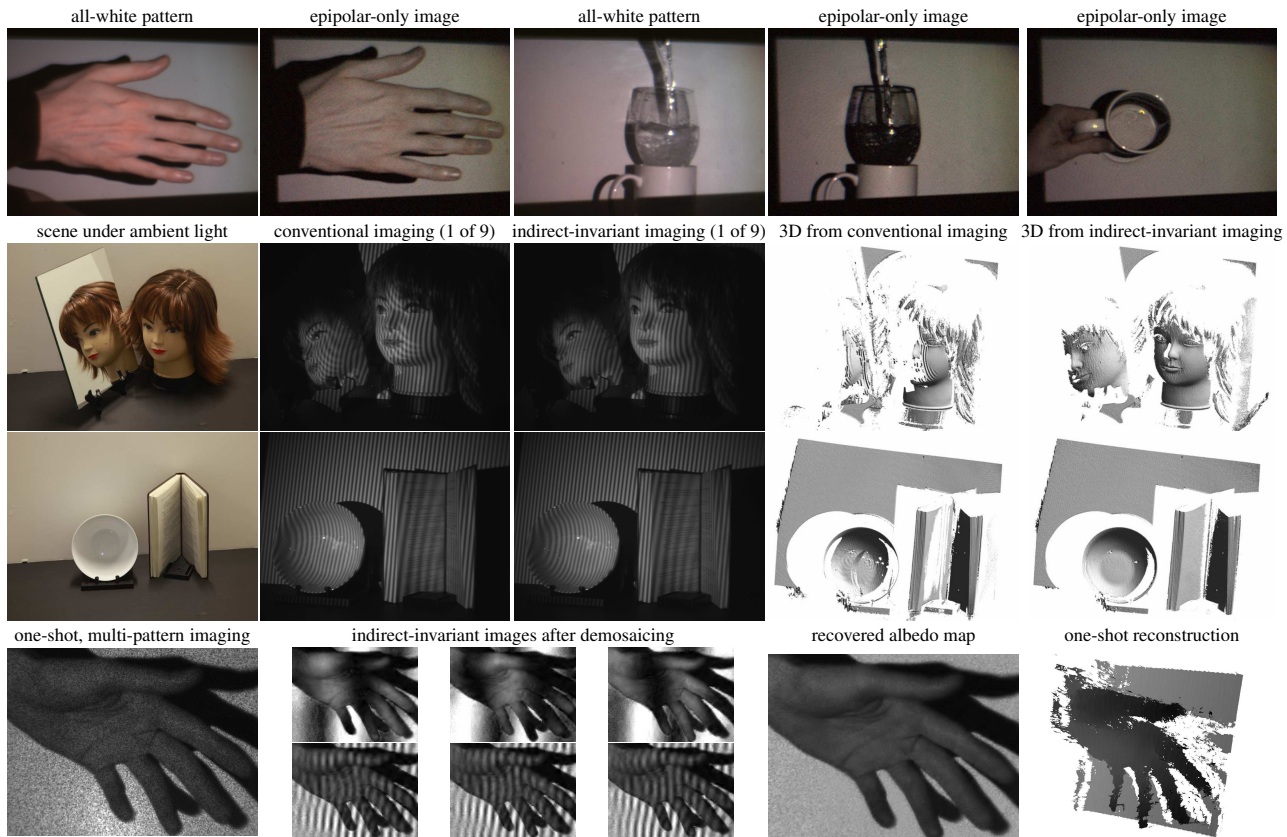 all-white pattern epipolar-only image all-white pattern epipolar-only image epipolar-only image
scene under ambient light conventional imaging (1 of 9) indirect-invariant imaging (1 of 9) 3D from conventional imaging 3D from indirect-invariant imaging
one-shot, multi-pattern imaging indirect-invariant images after demosaicing recovered albedo map one-shot reconstruction